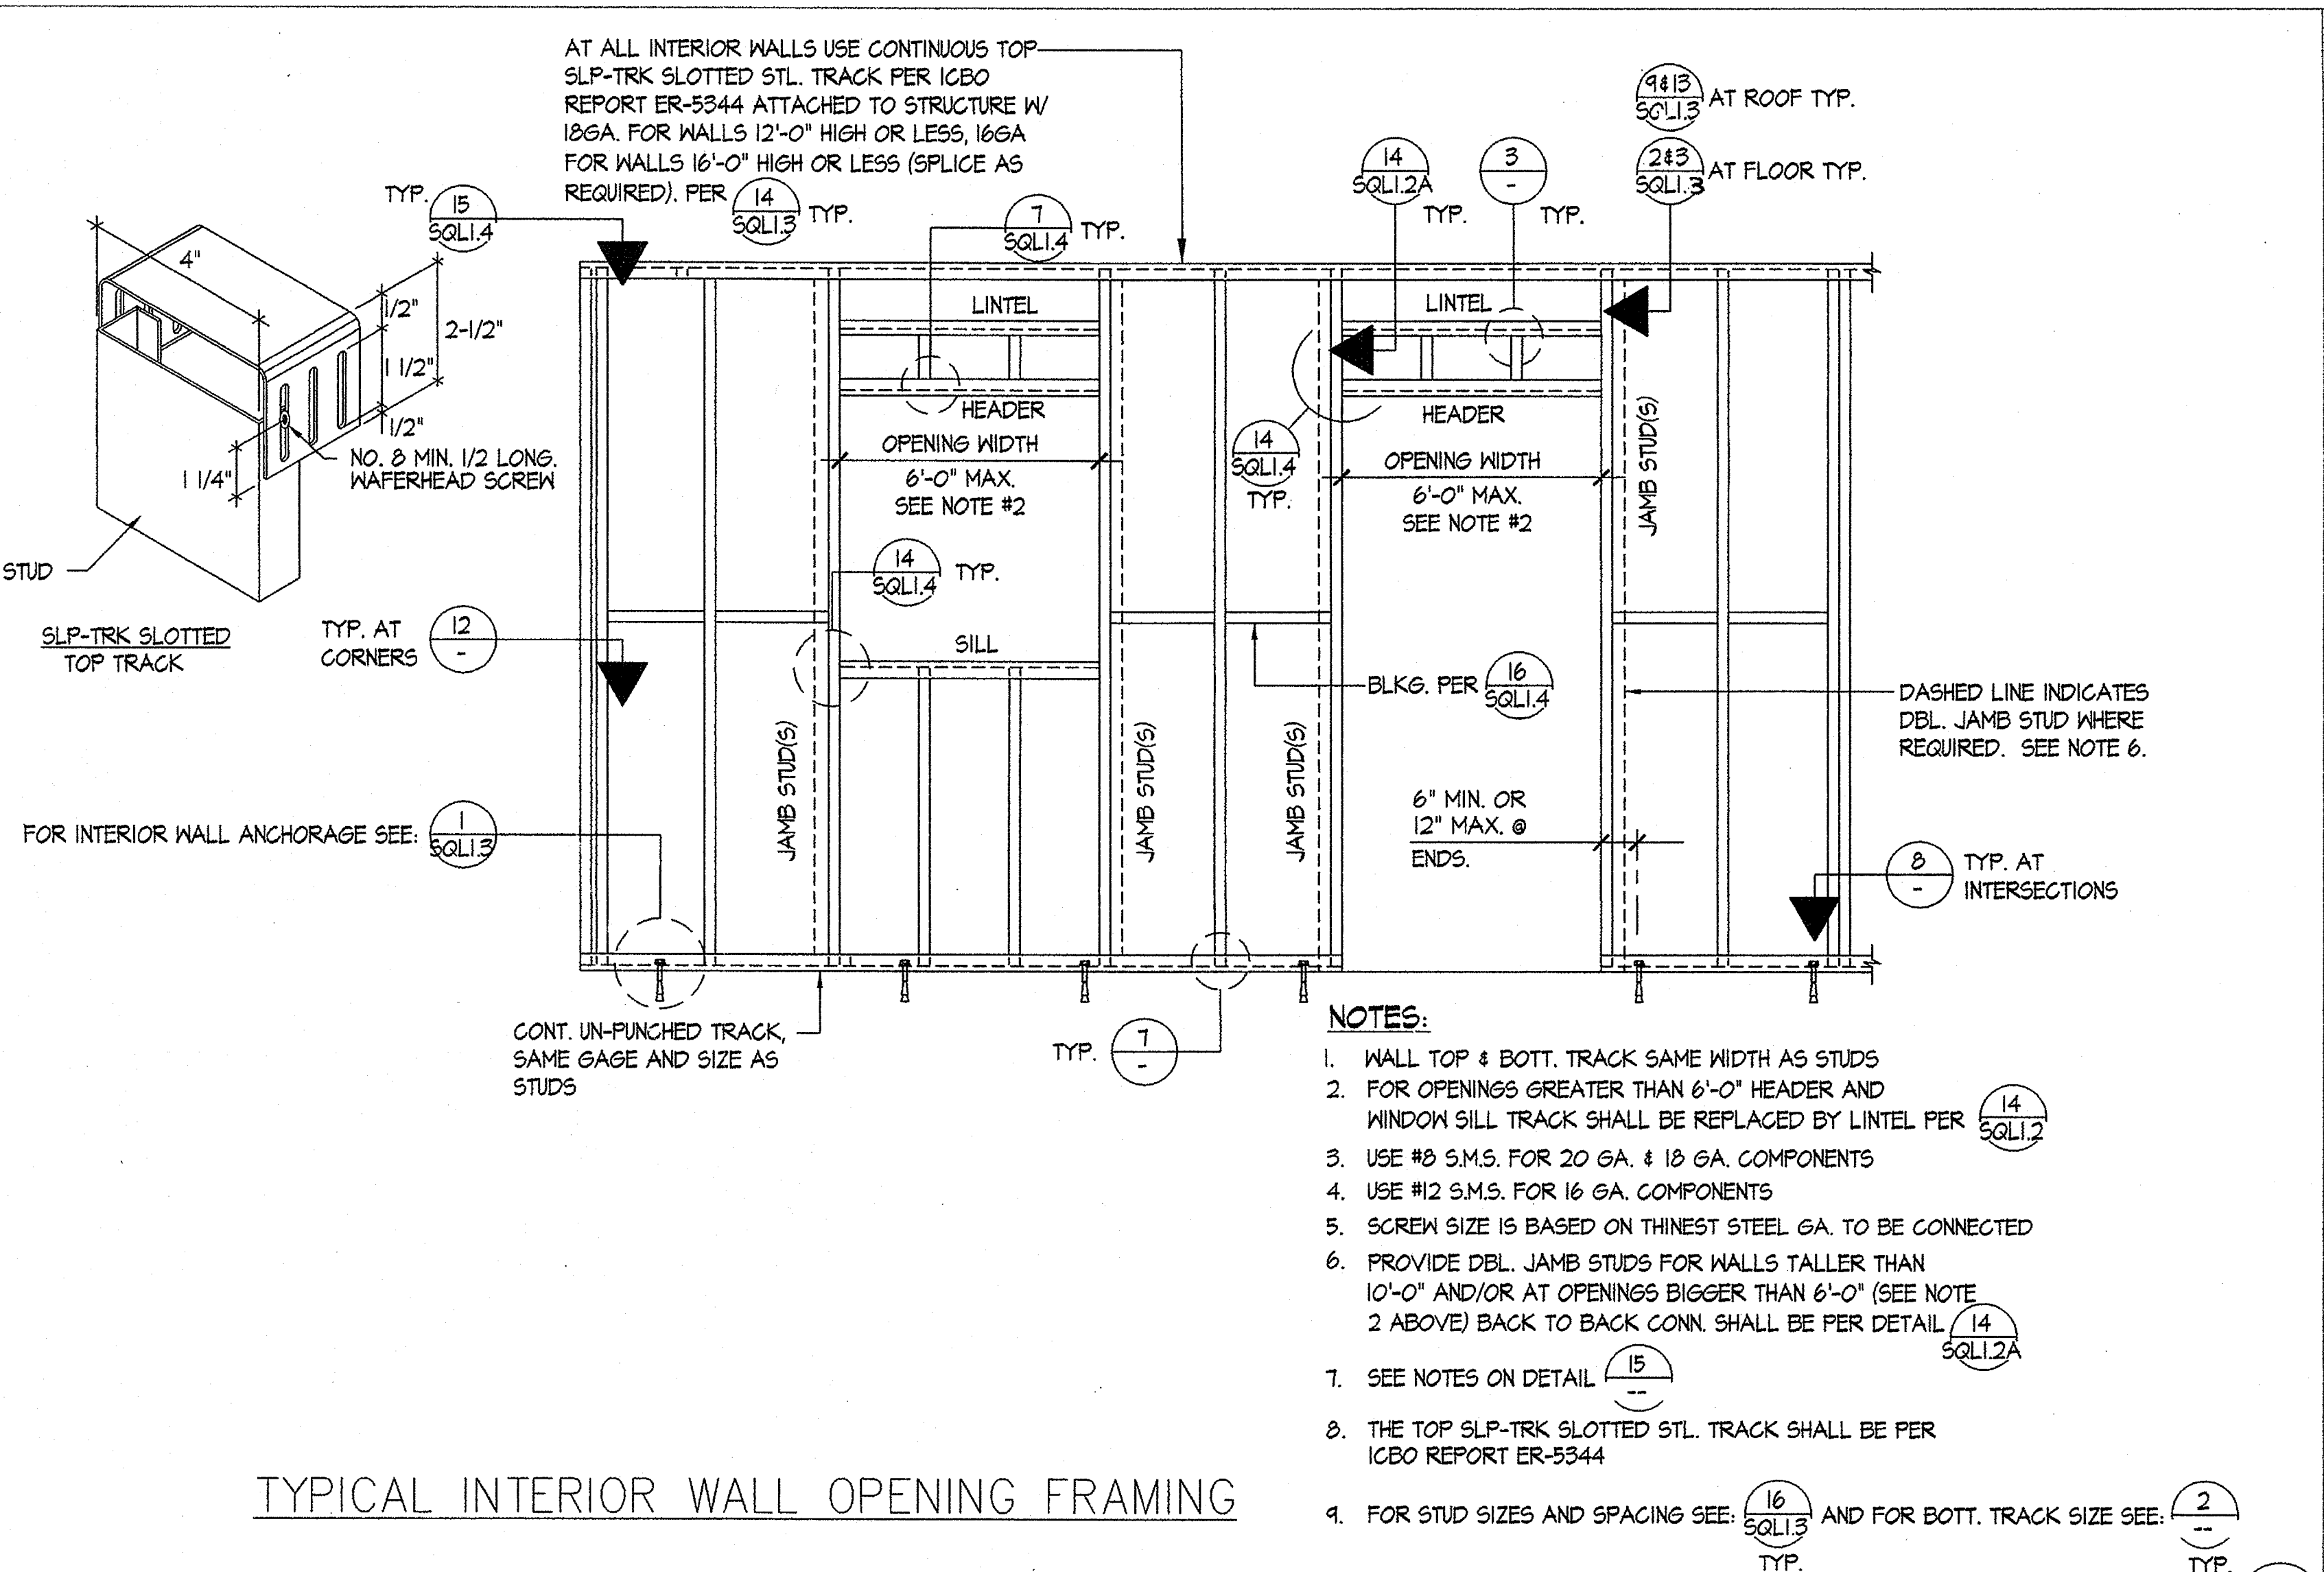 AT ALL INTERIOR WALLS USE CONTINUOUS TOP
SLP-TRK SLOTTED STL. TRACK PER ICBO
REPORT ER-5344 ATTACHED TO STRUCTURE W/
18GA. FOR WALLS 12'-0" HIGH OR LESS, 16GA
FOR WALLS 16'-0" HIGH OR LESS (SPLICE AS
REQUIRED). PER 14 SQL1.3 TYP.
TYP. 15 SQL1.4
7 SQL1.4 TYP.
14 SQL1.2A TYP.
3 - TYP.
9&13 SQL1.3 AT ROOF TYP.
2&3 SQL1.3 AT FLOOR TYP.
4"
1/2"
2-1/2"
1 1/2"
1/2"
1 1/4"
NO. 8 MIN. 1/2 LONG.
WAFERHEAD SCREW
STUD
SLP-TRK SLOTTED
TOP TRACK
LINTEL
HEADER
OPENING WIDTH
6'-0" MAX.
SEE NOTE #2
14 SQL1.4 TYP.
SILL
LINTEL
HEADER
14 SQL1.4
TYP.
OPENING WIDTH
6'-0" MAX.
SEE NOTE #2
JAMB STUD(S)
TYP. AT
CORNERS
12 -
BLKG. PER 16 SQL1.4
DASHED LINE INDICATES
DBL. JAMB STUD WHERE
REQUIRED. SEE NOTE 6.
JAMB STUD(S)
JAMB STUD(S)
JAMB STUD(S)
6" MIN. OR
12" MAX. @
ENDS.
FOR INTERIOR WALL ANCHORAGE SEE: 1 SQL1.3
8 -
TYP. AT
INTERSECTIONS
CONT. UN-PUNCHED TRACK,
SAME GAGE AND SIZE AS
STUDS
TYP. 7 -
NOTES:
1. WALL TOP & BOTT. TRACK SAME WIDTH AS STUDS
2. FOR OPENINGS GREATER THAN 6'-0" HEADER AND
WINDOW SILL TRACK SHALL BE REPLACED BY LINTEL PER 14 SQL1.2
3. USE #8 S.M.S. FOR 20 GA. & 18 GA. COMPONENTS
4. USE #12 S.M.S. FOR 16 GA. COMPONENTS
5. SCREW SIZE IS BASED ON THINEST STEEL GA. TO BE CONNECTED
6. PROVIDE DBL. JAMB STUDS FOR WALLS TALLER THAN
10'-0" AND/OR AT OPENINGS BIGGER THAN 6'-0" (SEE NOTE
2 ABOVE) BACK TO BACK CONN. SHALL BE PER DETAIL 14 SQL1.2A
7. SEE NOTES ON DETAIL 15 --
8. THE TOP SLP-TRK SLOTTED STL. TRACK SHALL BE PER
ICBO REPORT ER-5344
9. FOR STUD SIZES AND SPACING SEE: 16 SQL1.3 AND FOR BOTT. TRACK SIZE SEE: 2 --
TYP. TYP.
TYPICAL INTERIOR WALL OPENING FRAMING